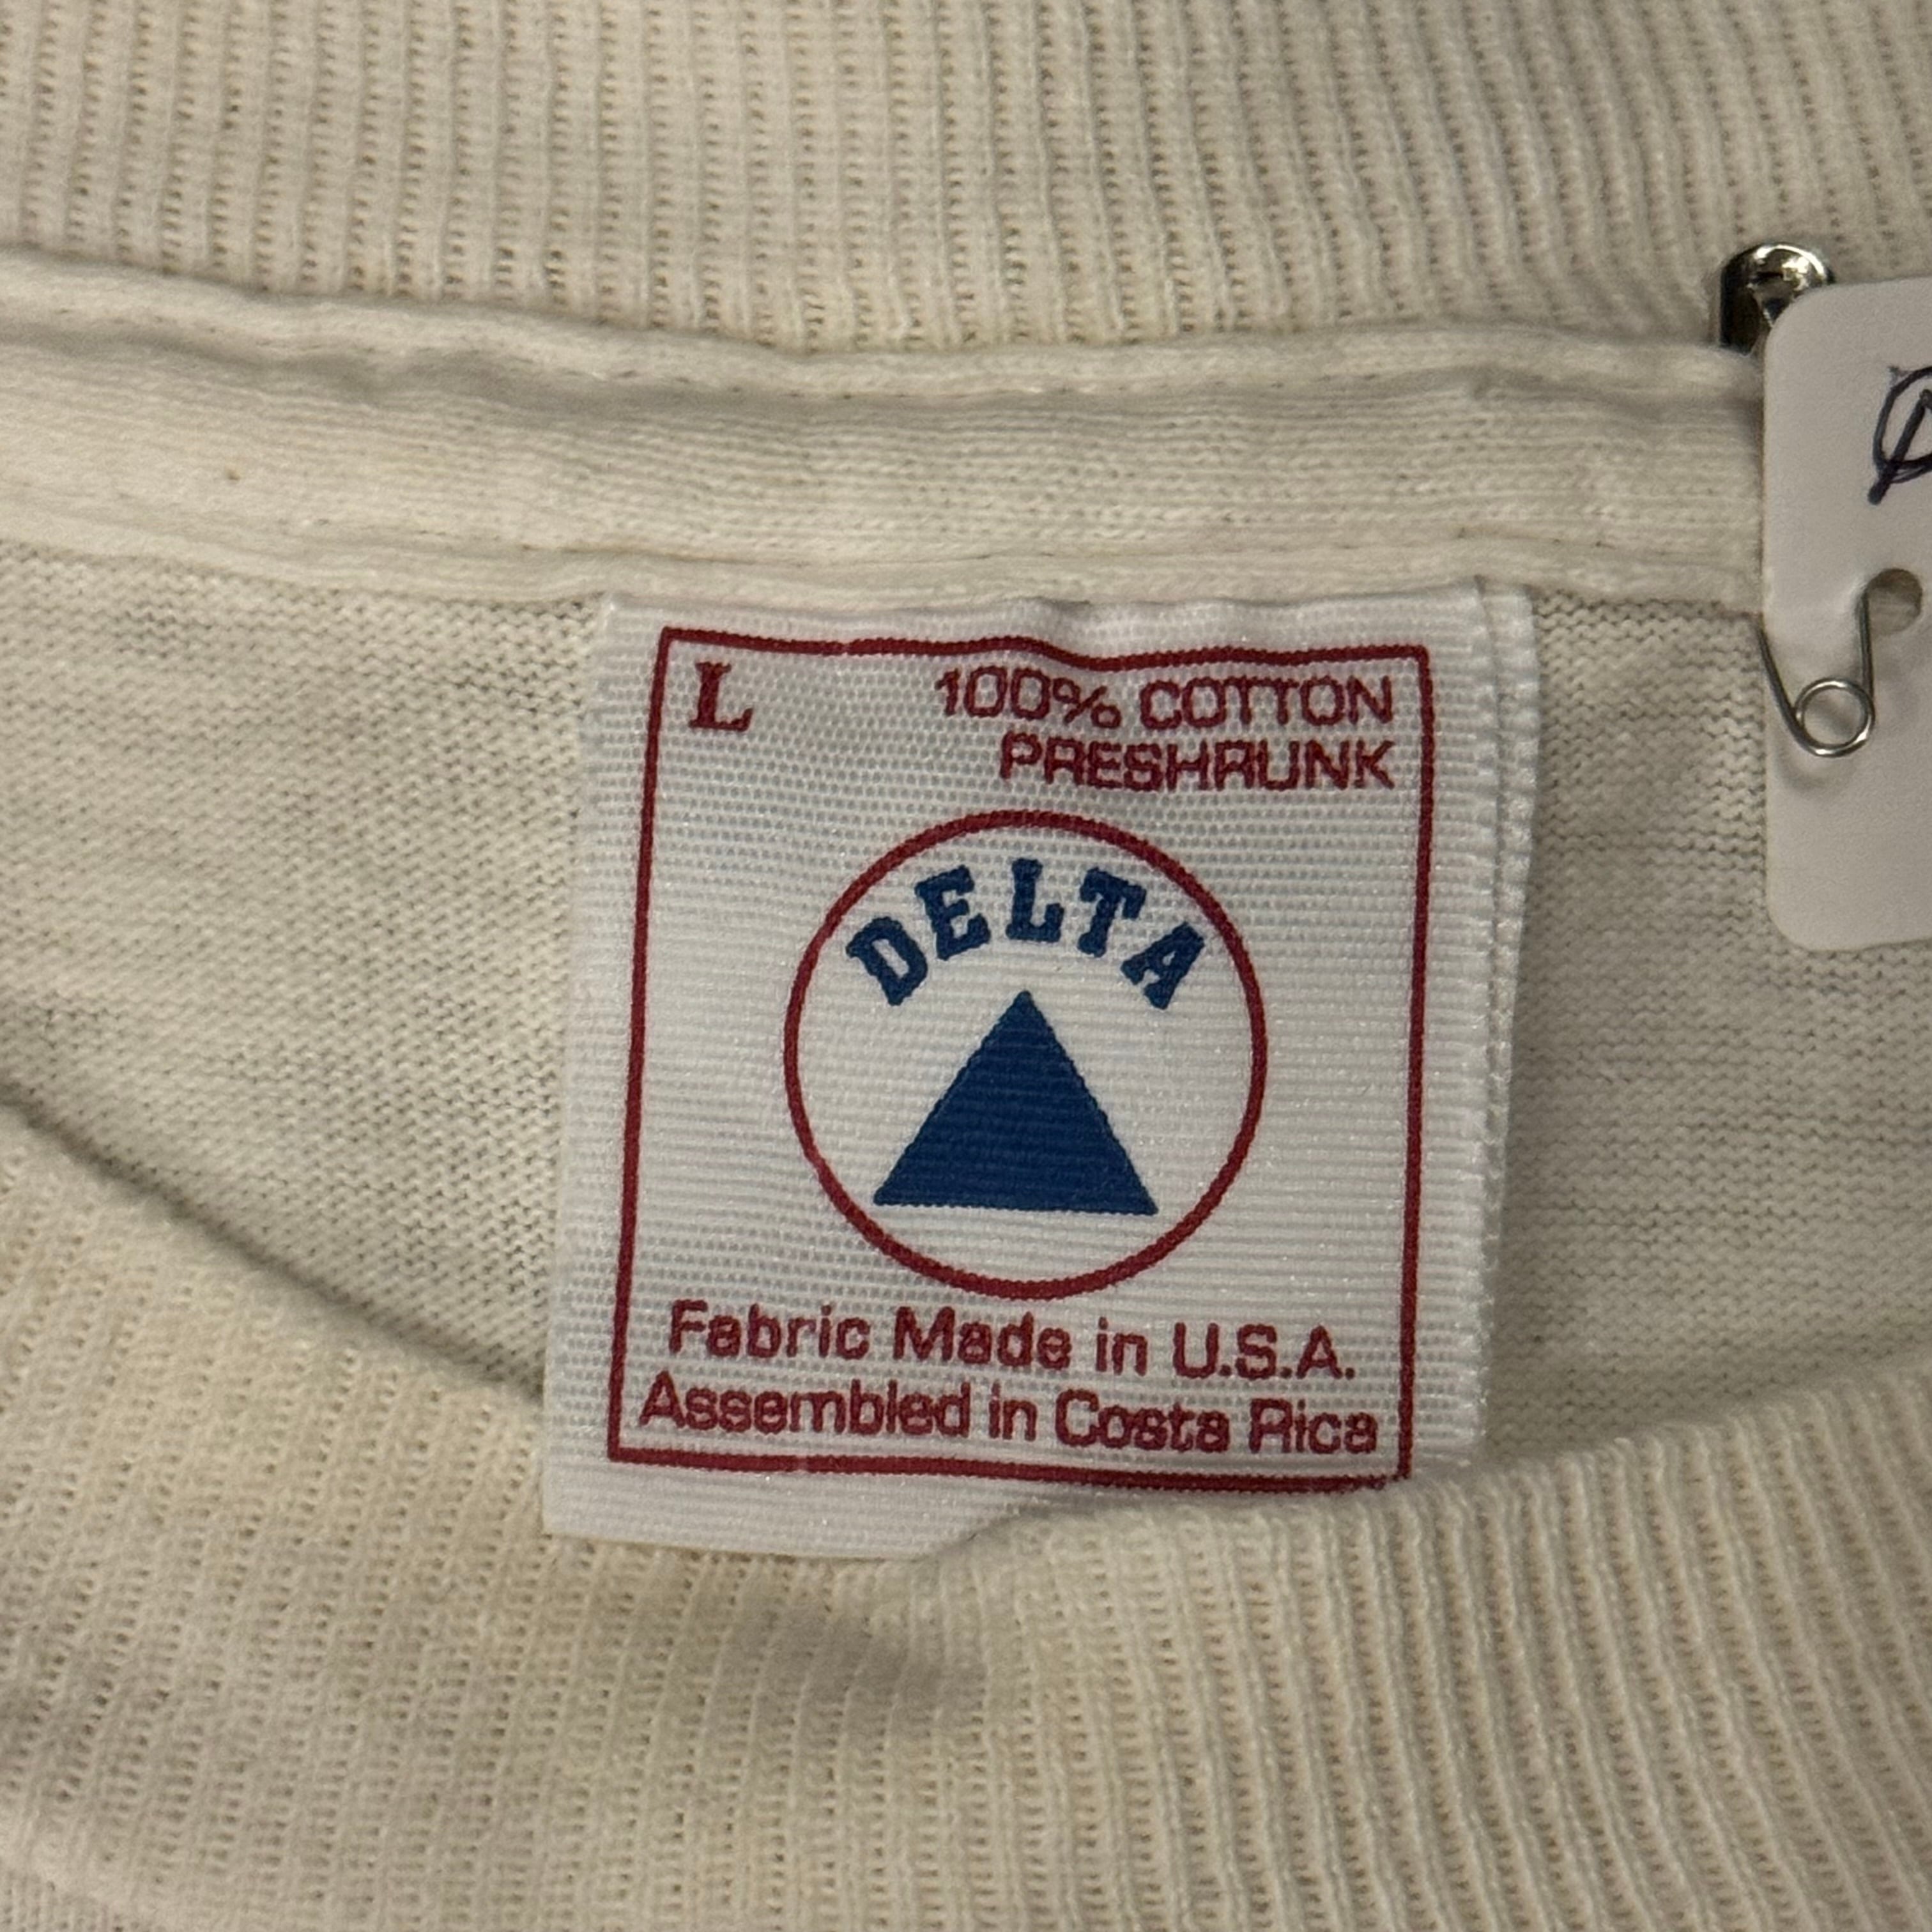 L
100% COTTON
PRESHRUNK
DELTA
Fabric Made in U.S.A.
Assembled in Costa Rica